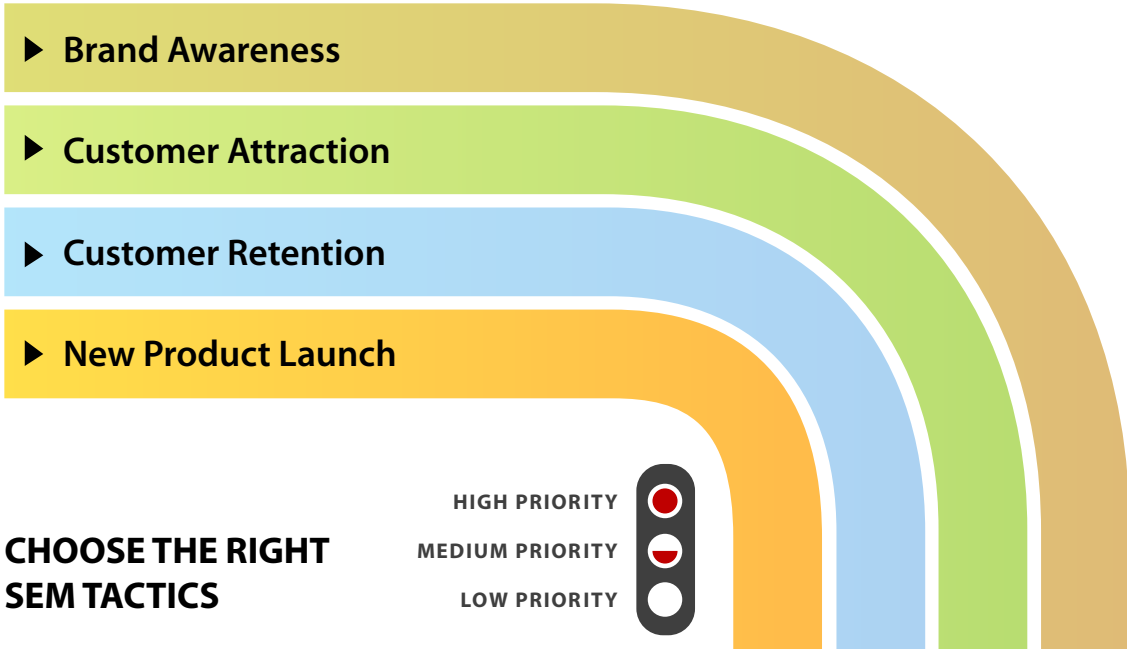 Brand Awareness
Customer Attraction
Customer Retention
New Product Launch
HIGH PRIORITY
MEDIUM PRIORITY
LOW PRIORITY
CHOOSE THE RIGHT
SEM TACTICS